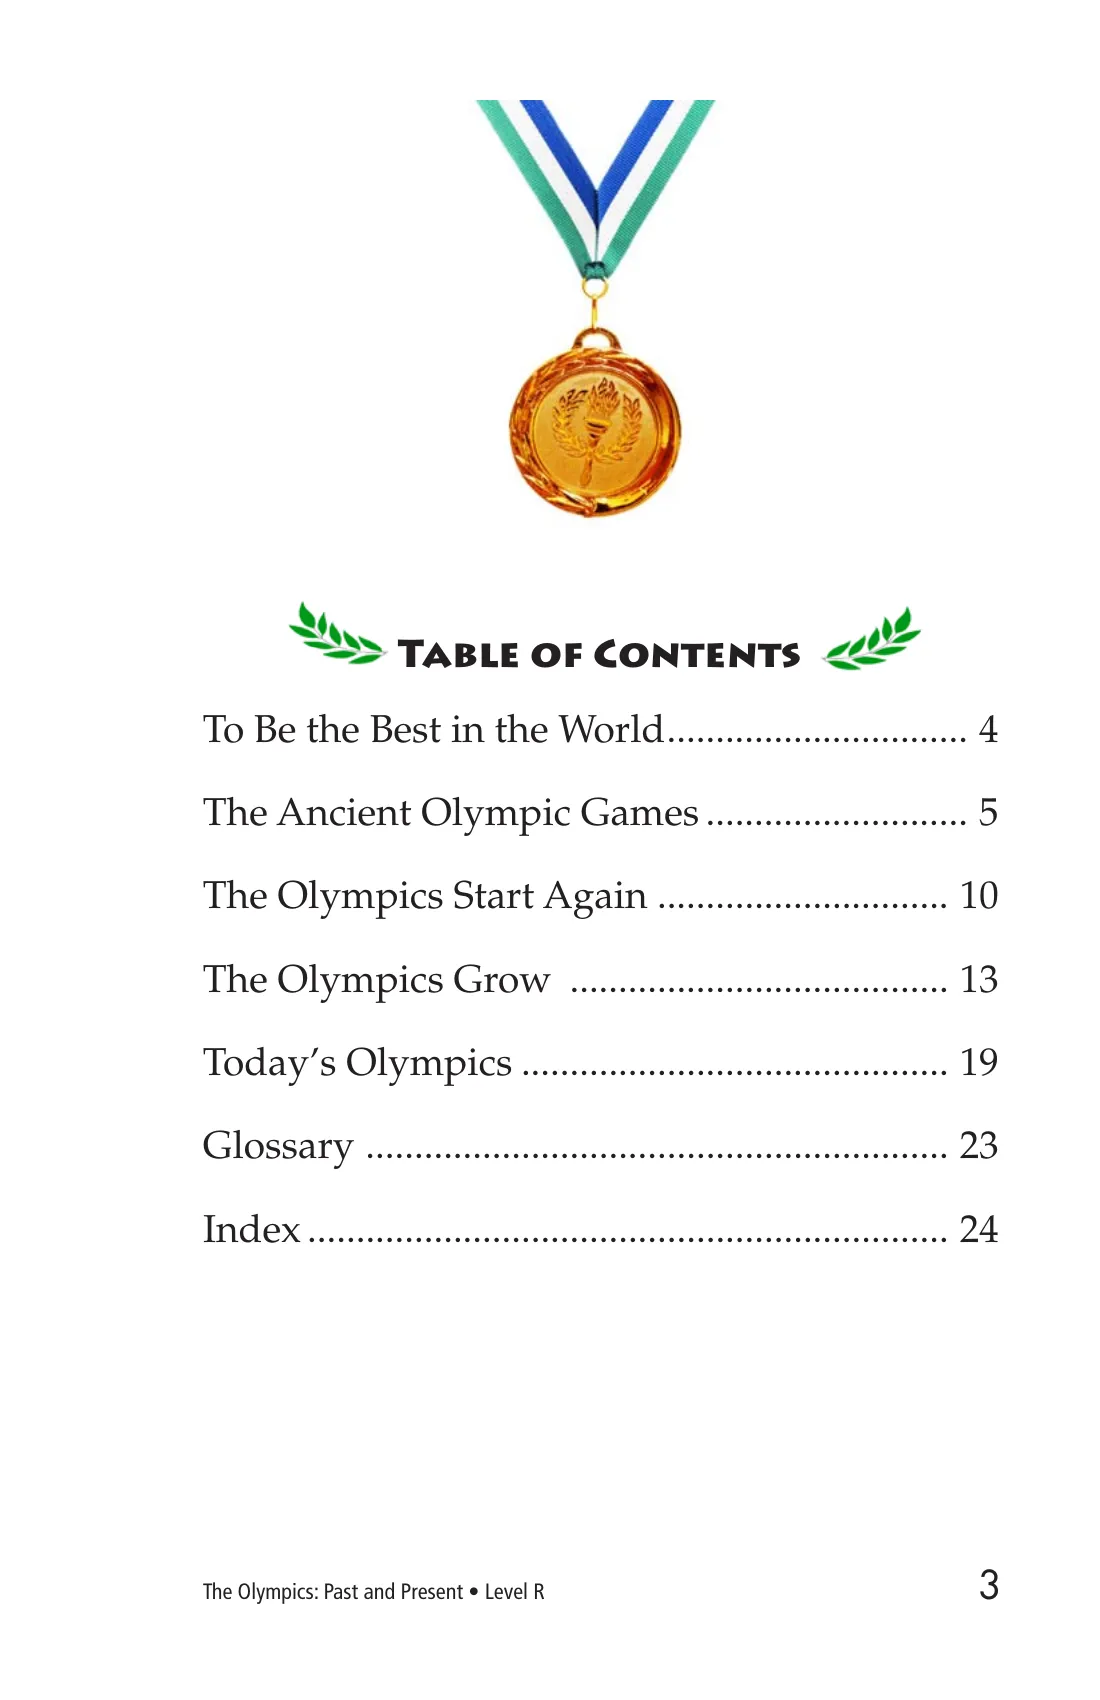 Table of Contents
To Be the Best in the World............................... 4
The Ancient Olympic Games ........................... 5
The Olympics Start Again .............................. 10
The Olympics Grow ....................................... 13
Today’s Olympics ............................................ 19
Glossary ............................................................ 23
Index .................................................................. 24
The Olympics: Past and Present • Level R
3